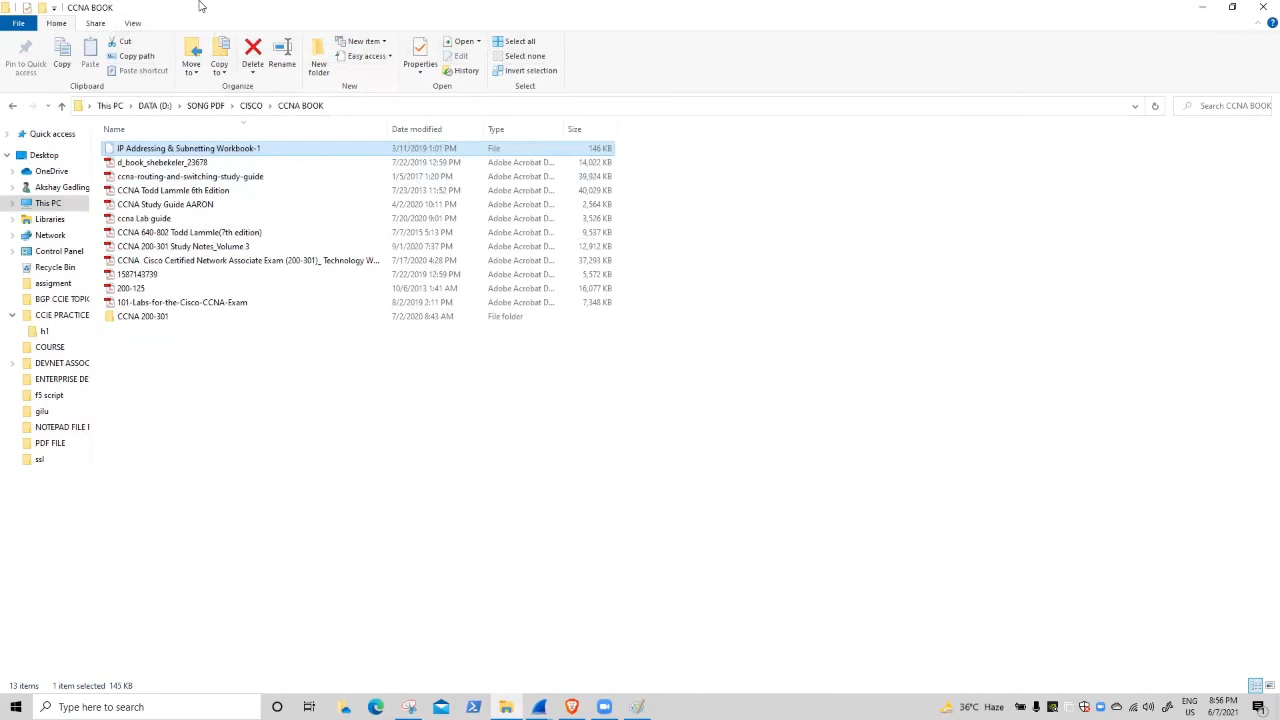 CCNA BOOK
File Home Share View
Pin to Quick access
Copy
Paste
Cut
Copy path
Paste shortcut
Clipboard
Move to
Copy to
Delete
Rename
Organize
New folder
New item
Easy access
New
Properties
Open
Edit
History
Open
Select all
Select none
Invert selection
Select
This PC > DATA (D:) > SONG PDF > CISCO > CCNA BOOK
Search CCNA BOOK
Quick access
Desktop
OneDrive
Akshay Gadling
This PC
Libraries
Network
Control Panel
Recycle Bin
assigment
BGP CCIE TOPIC
CCIE PRACTICE
h1
COURSE
DEVNET ASSOC
ENTERPRISE DE
f5 script
gilu
NOTEPAD FILE F
PDF FILE
ssl
Name Date modified Type Size
IP Addressing & Subnetting Workbook-1 3/11/2019 1:01 PM File 146 KB
d_book_shebekeler_23678 7/22/2019 12:59 PM Adobe Acrobat D... 14,022 KB
ccna-routing-and-switching-study-guide 1/5/2017 1:20 PM Adobe Acrobat D... 39,924 KB
CCNA Todd Lammle 6th Edition 7/23/2013 11:52 PM Adobe Acrobat D... 40,029 KB
CCNA Study Guide AARON 4/2/2020 10:11 PM Adobe Acrobat D... 2,564 KB
ccna Lab guide 7/20/2020 9:01 PM Adobe Acrobat D... 3,526 KB
CCNA 640-802 Todd Lammle(7th edition) 7/7/2015 5:13 PM Adobe Acrobat D... 9,537 KB
CCNA 200-301 Study Notes_Volume 3 9/1/2020 7:37 PM Adobe Acrobat D... 12,912 KB
CCNA Cisco Certified Network Associate Exam (200-301)_ Technology W... 7/17/2020 4:28 PM Adobe Acrobat D... 37,293 KB
1587143739 7/22/2019 12:59 PM Adobe Acrobat D... 5,572 KB
200-125 10/6/2013 1:41 AM Adobe Acrobat D... 16,077 KB
101-Labs-for-the-Cisco-CCNA-Exam 8/2/2019 2:11 PM Adobe Acrobat D... 7,348 KB
CCNA 200-301 7/2/2020 8:43 AM File folder
13 items 1 item selected 145 KB
Type here to search
36°C Haze
ENG
US
8:56 PM
6/7/2021